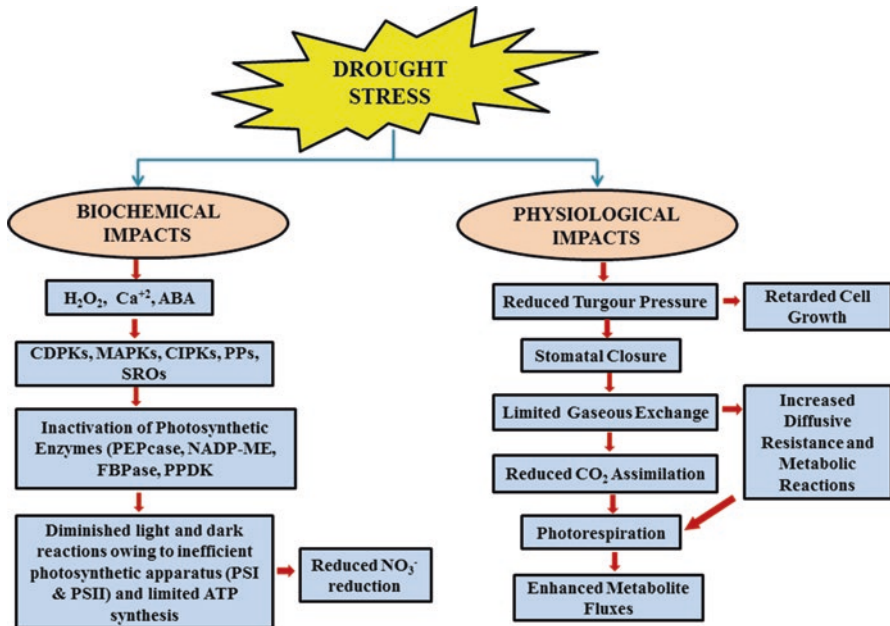 DROUGHT
STRESS
BIOCHEMICAL
IMPACTS
H₂O₂, Ca⁺², ABA
CDPKs, MAPKs, CIPKs, PPs,
SROs
Inactivation of Photosynthetic
Enzymes (PEPcase, NADP-ME,
FBPase, PPDK
Diminished light and dark
reactions owing to inefficient
photosynthetic apparatus (PSI
& PSII) and limited ATP
synthesis
Reduced NO₃⁻
reduction
PHYSIOLOGICAL
IMPACTS
Reduced Turgour Pressure
Retarded Cell
Growth
Stomatal Closure
Limited Gaseous Exchange
Increased
Diffusive
Resistance and
Metabolic
Reactions
Reduced CO₂ Assimilation
Photorespiration
Enhanced Metabolite
Fluxes